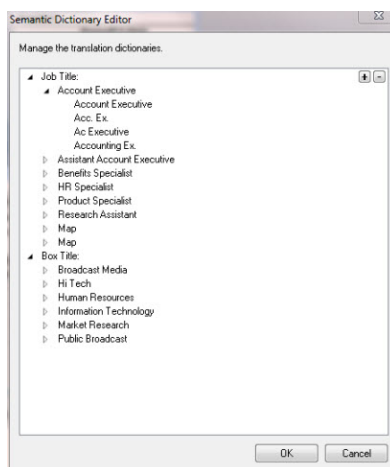 Semantic Dictionary Editor
Manage the translation dictionaries.
Job Title:
Account Executive
Account Executive
Acc. Ex.
Ac Executive
Accounting Ex.
Assistant Account Executive
Benefits Specialist
HR Specialist
Product Specialist
Research Assistant
Map
Map
Box Title:
Broadcast Media
Hi Tech
Human Resources
Information Technology
Market Research
Public Broadcast
OK Cancel